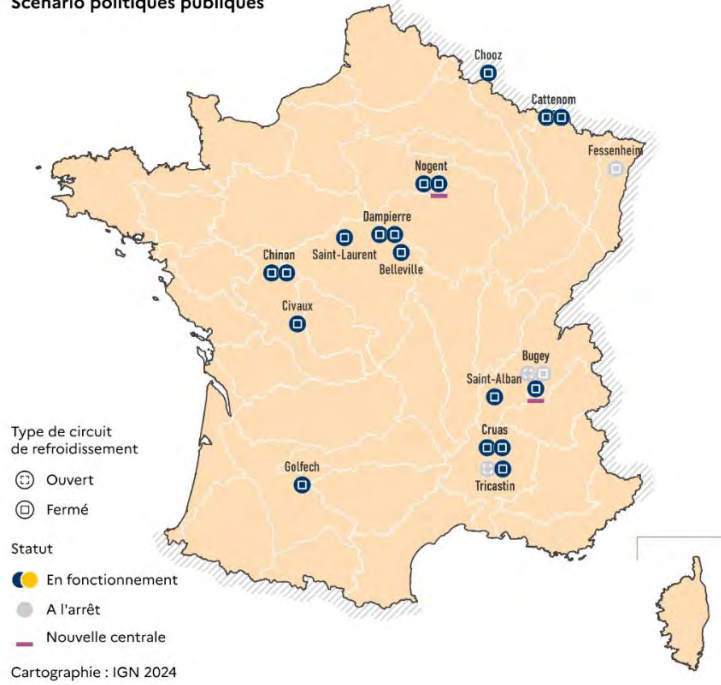 Scénario politiques publiques
Chooz
Cattenom
Fessenheim
Nogent
Dampierre
Saint-Laurent
Belleville
Chinon
Civaux
Bugey
Saint-Alban
Cruas
Tricastin
Golfech
Type de circuit
de refroidissement
Ouvert
Fermé
Statut
En fonctionnement
A l'arrêt
Nouvelle centrale
Cartographie : IGN 2024